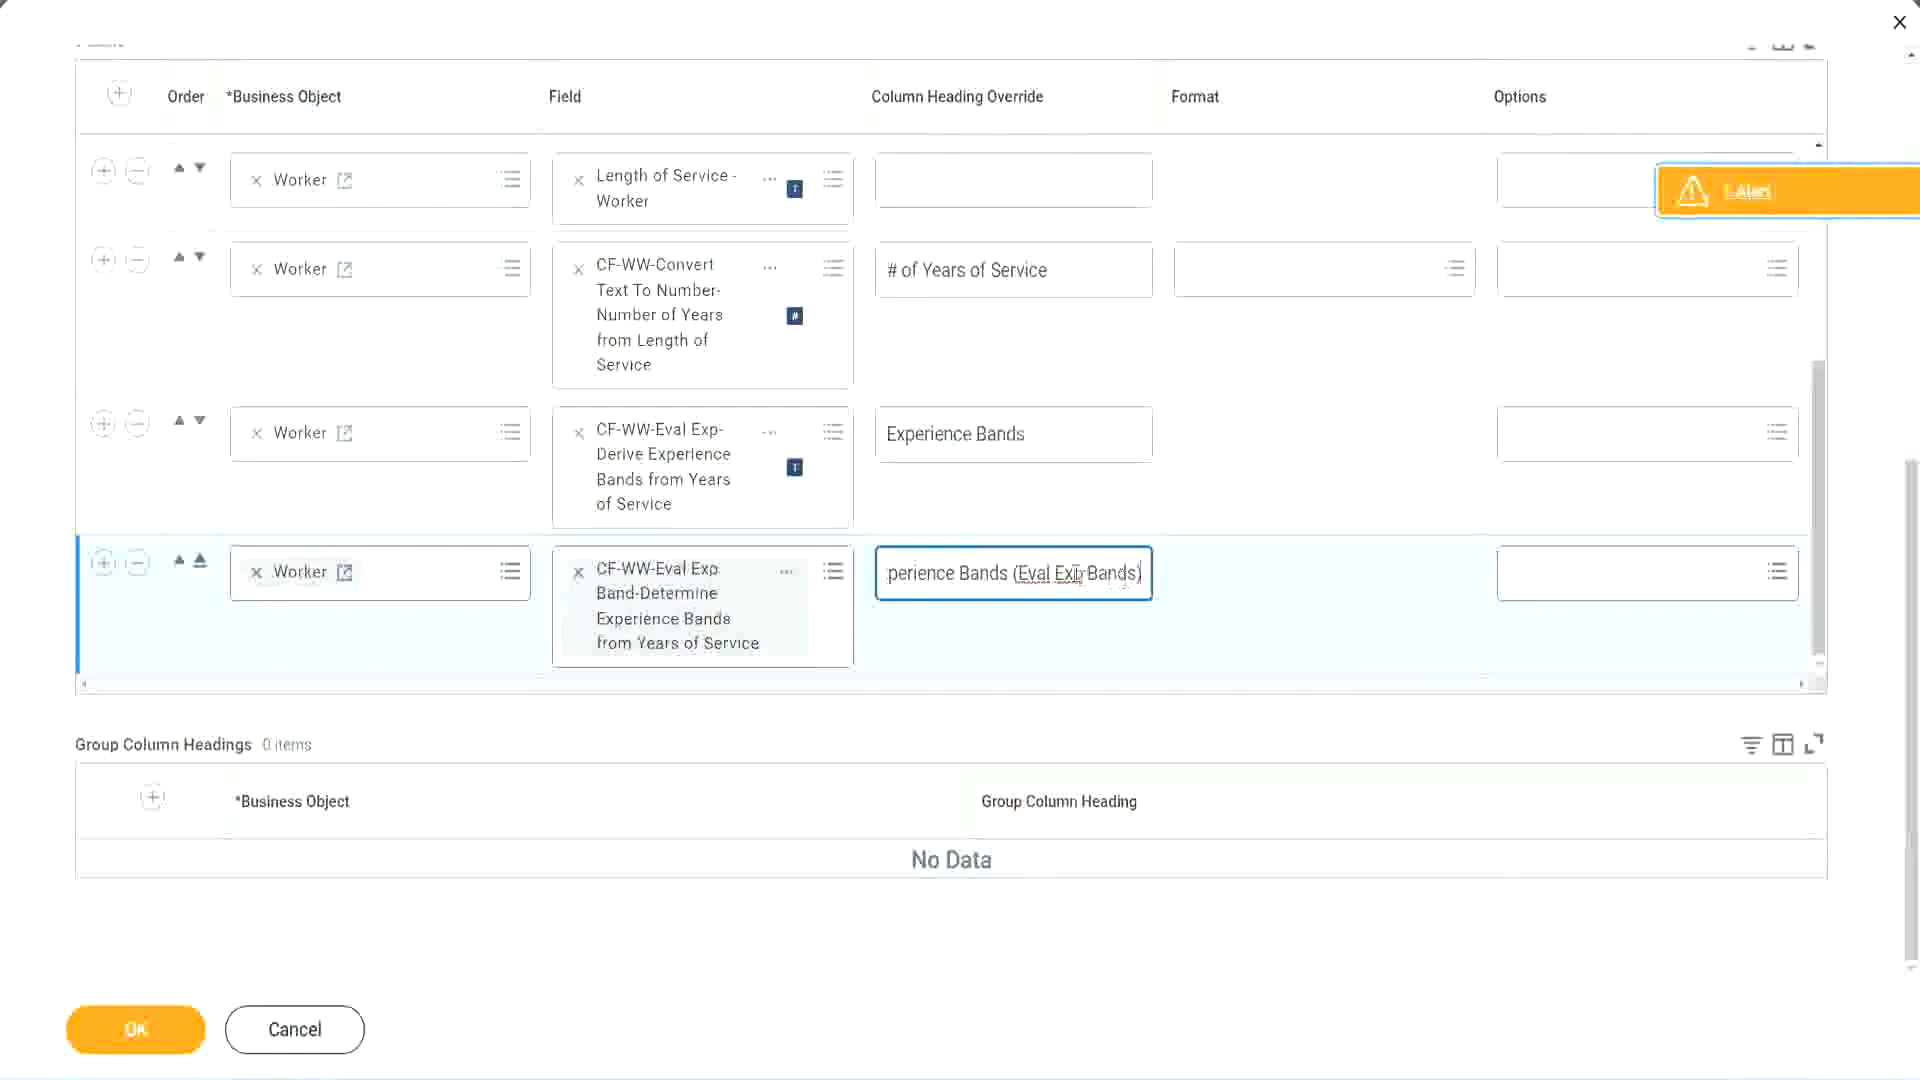 Order *Business Object Field Column Heading Override Format Options
Worker
Length of Service -
Worker
1 Alert
Worker
CF-WW-Convert
Text To Number-
Number of Years
from Length of
Service
# of Years of Service
Worker
CF-WW-Eval Exp-
Derive Experience
Bands from Years
of Service
Experience Bands
Worker
CF-WW-Eval Exp
Band-Determine
Experience Bands
from Years of Service
perience Bands (Eval Exp Bands)
Group Column Headings 0 items
*Business Object Group Column Heading
No Data
OK Cancel